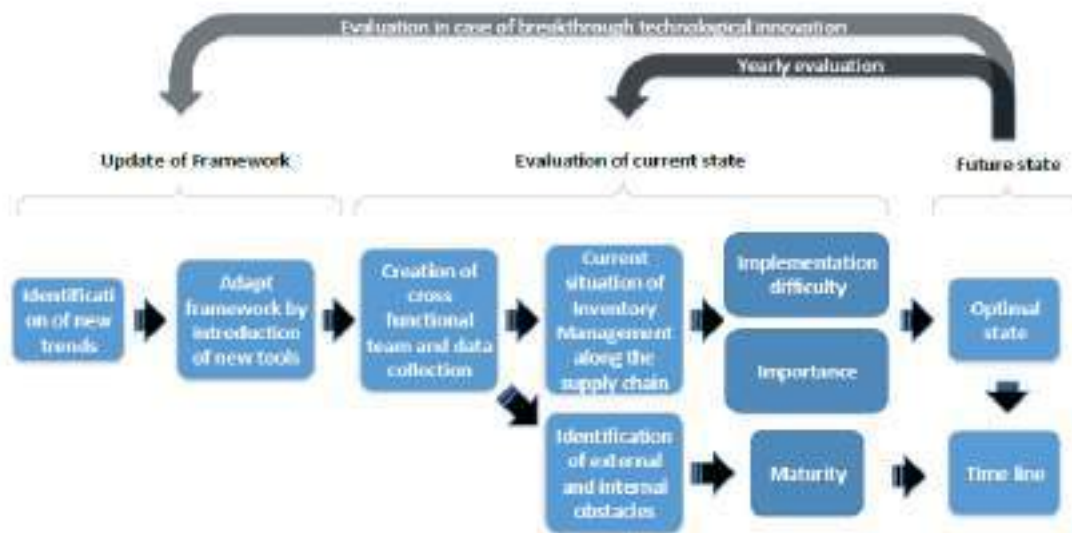 Evaluation in case of breakthrough technological innovation
Yearly evaluation
Update of Framework
Evaluation of current state
Future state
Identificati
on of new
trends
Adapt
framework by
introduction
of new tools
Creation of
cross
functional
team and data
collection
Current
situation of
Inventory
Management
along the
supply chain
Implementation
difficulty
Importance
Optimal
state
Identification
of external
and internal
obstacles
Maturity
Time line